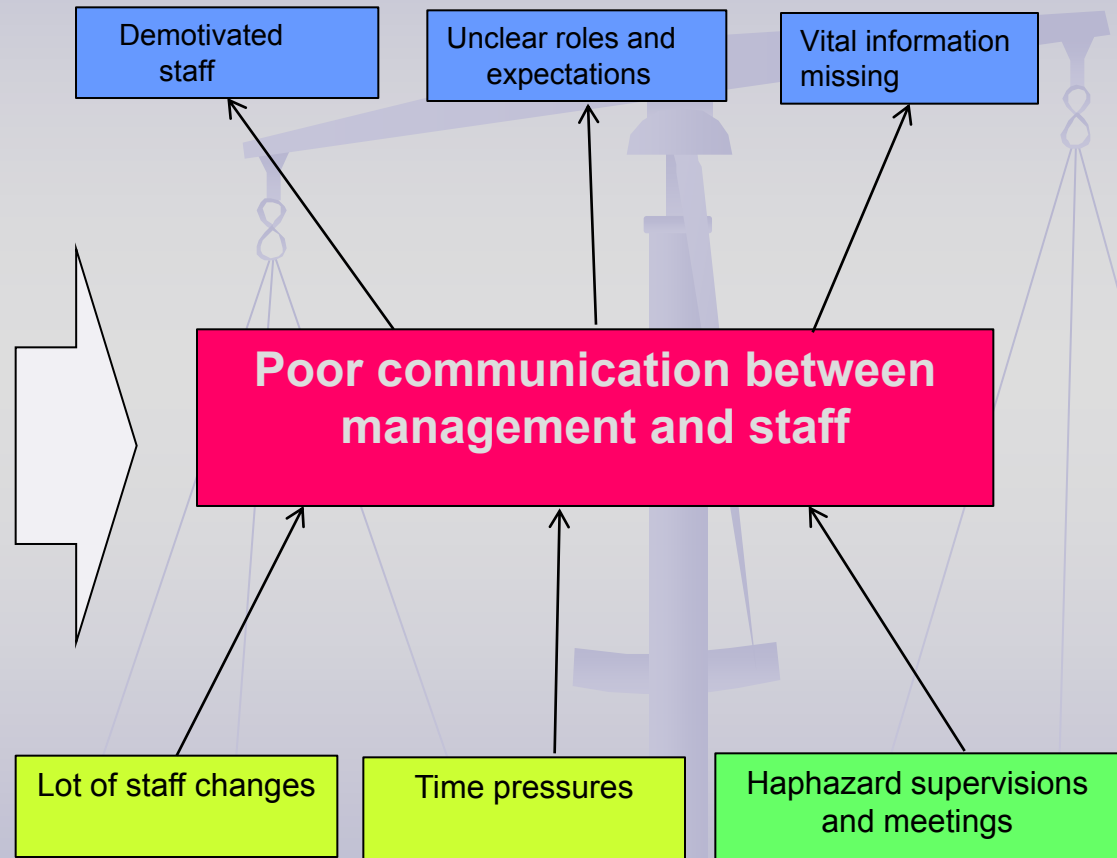 Demotivated
staff
Unclear roles and
expectations
Vital information
missing
Poor communication between
management and staff
Lot of staff changes
Time pressures
Haphazard supervisions
and meetings